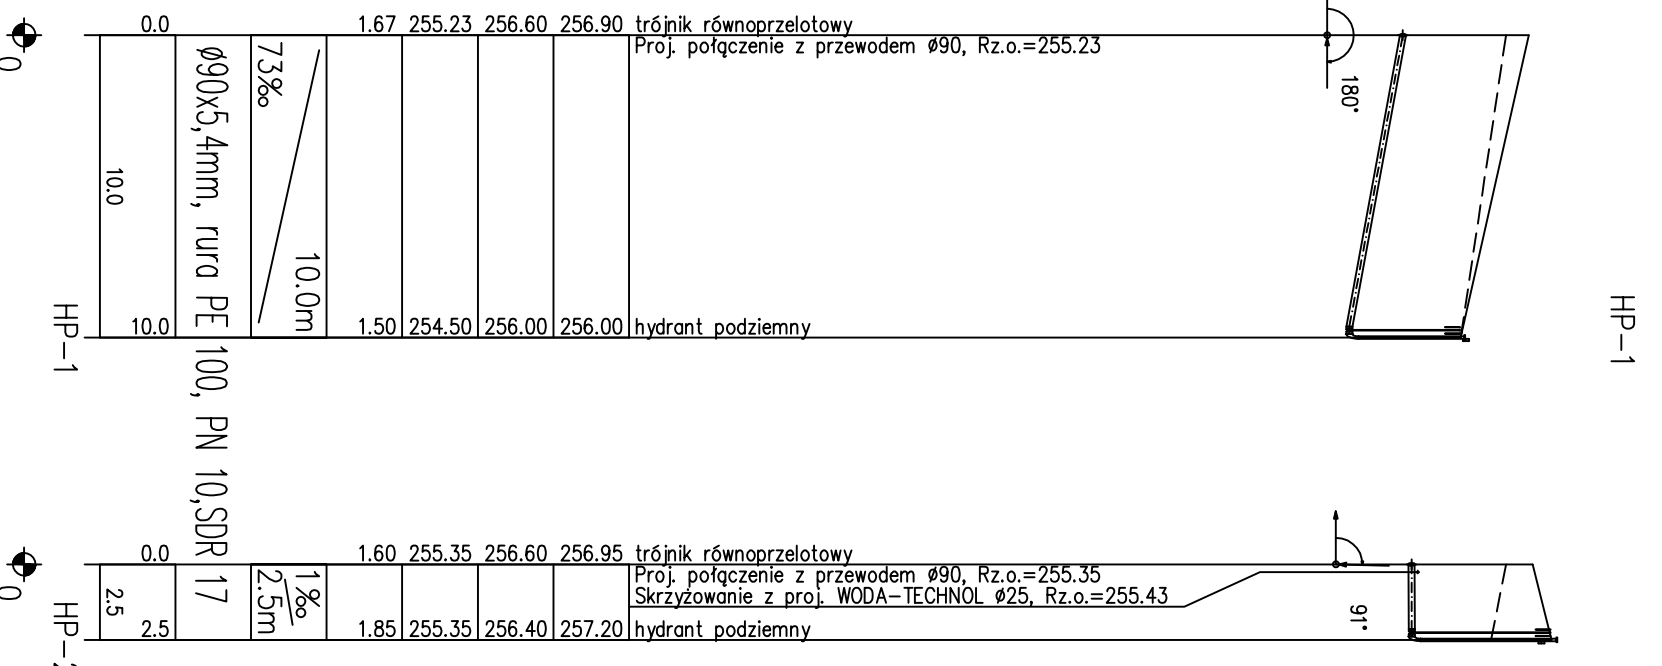 0.0 1.67 255.23 256.60 256.90 trójnik równoprzelotowy
Proj. połączenie z przewodem ø90, Rz.o.=255.23
0
73‰
10.0m
10.0
180°
10.0 1.50 254.50 256.00 256.00 hydrant podziemny
HP-1
HP-1
ø90x5,4mm, rura PE 100, PN 10,SDR 17
0.0 1.60 255.35 256.60 256.95 trójnik równoprzelotowy
Proj. połączenie z przewodem ø90, Rz.o.=255.35
Skrzyżowanie z proj. WODA-TECHNOL ø25, Rz.o.=255.43
0
1‰
2.5m
2.5
91°
2.5 1.85 255.35 256.40 257.20 hydrant podziemny